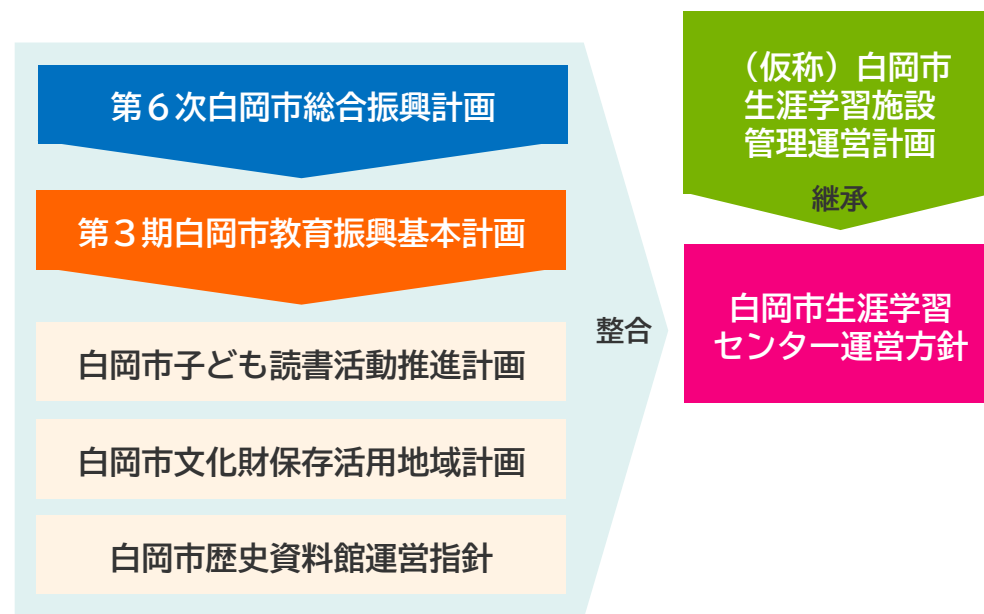 第６次白岡市総合振興計画
第３期白岡市教育振興基本計画
白岡市子ども読書活動推進計画
白岡市文化財保存活用地域計画
白岡市歴史資料館運営指針
整合
（仮称）白岡市
生涯学習施設
管理運営計画
継承
白岡市生涯学習
センター運営方針